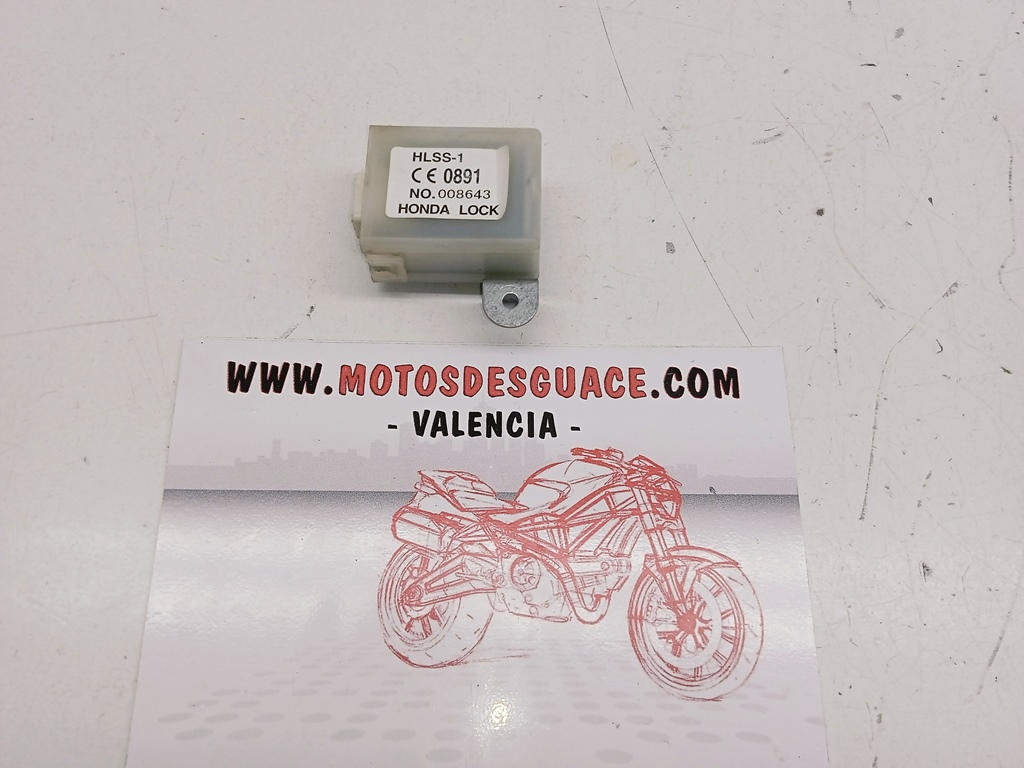 HLSS-1
CE 0891
NO. 008643
HONDA LOCK
WWW.MOTOSDESGUACE.COM
- VALENCIA -